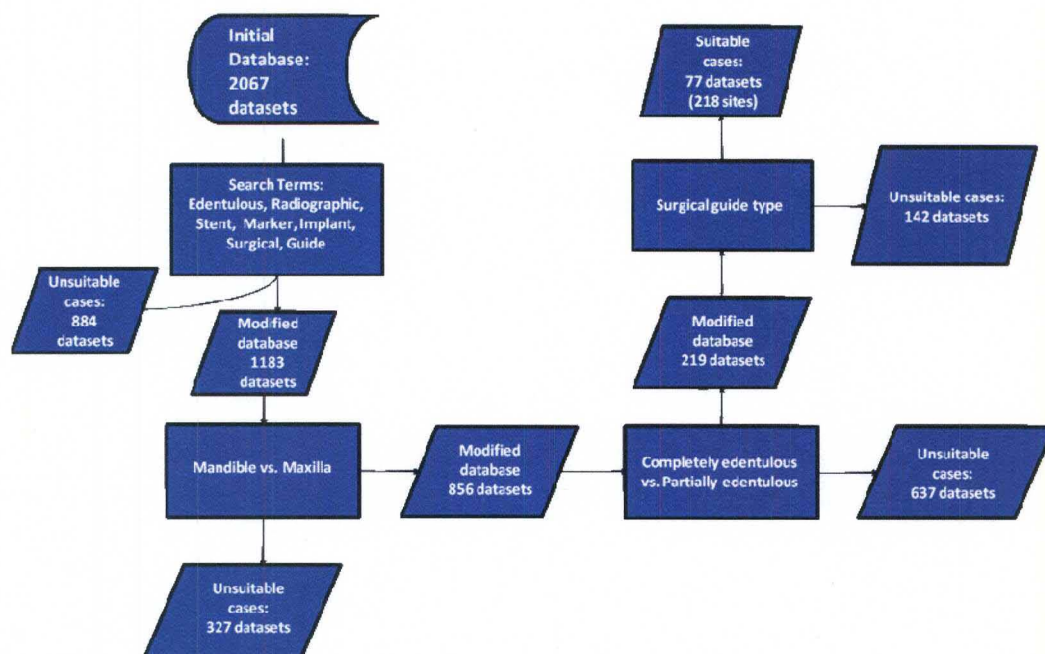 Initial
Database:
2067
datasets
Search Terms:
Edentulous, Radiographic,
Stent, Marker, Implant,
Surgical, Guide
Unsuitable
cases:
884
datasets
Modified
database
1183
datasets
Mandible vs. Maxilla
Unsuitable
cases:
327 datasets
Modified
database
856 datasets
Completely edentulous
vs. Partially edentulous
Unsuitable
cases:
637 datasets
Modified
database
219 datasets
Surgical guide type
Unsuitable cases:
142 datasets
Suitable
cases:
77 datasets
(218 sites)